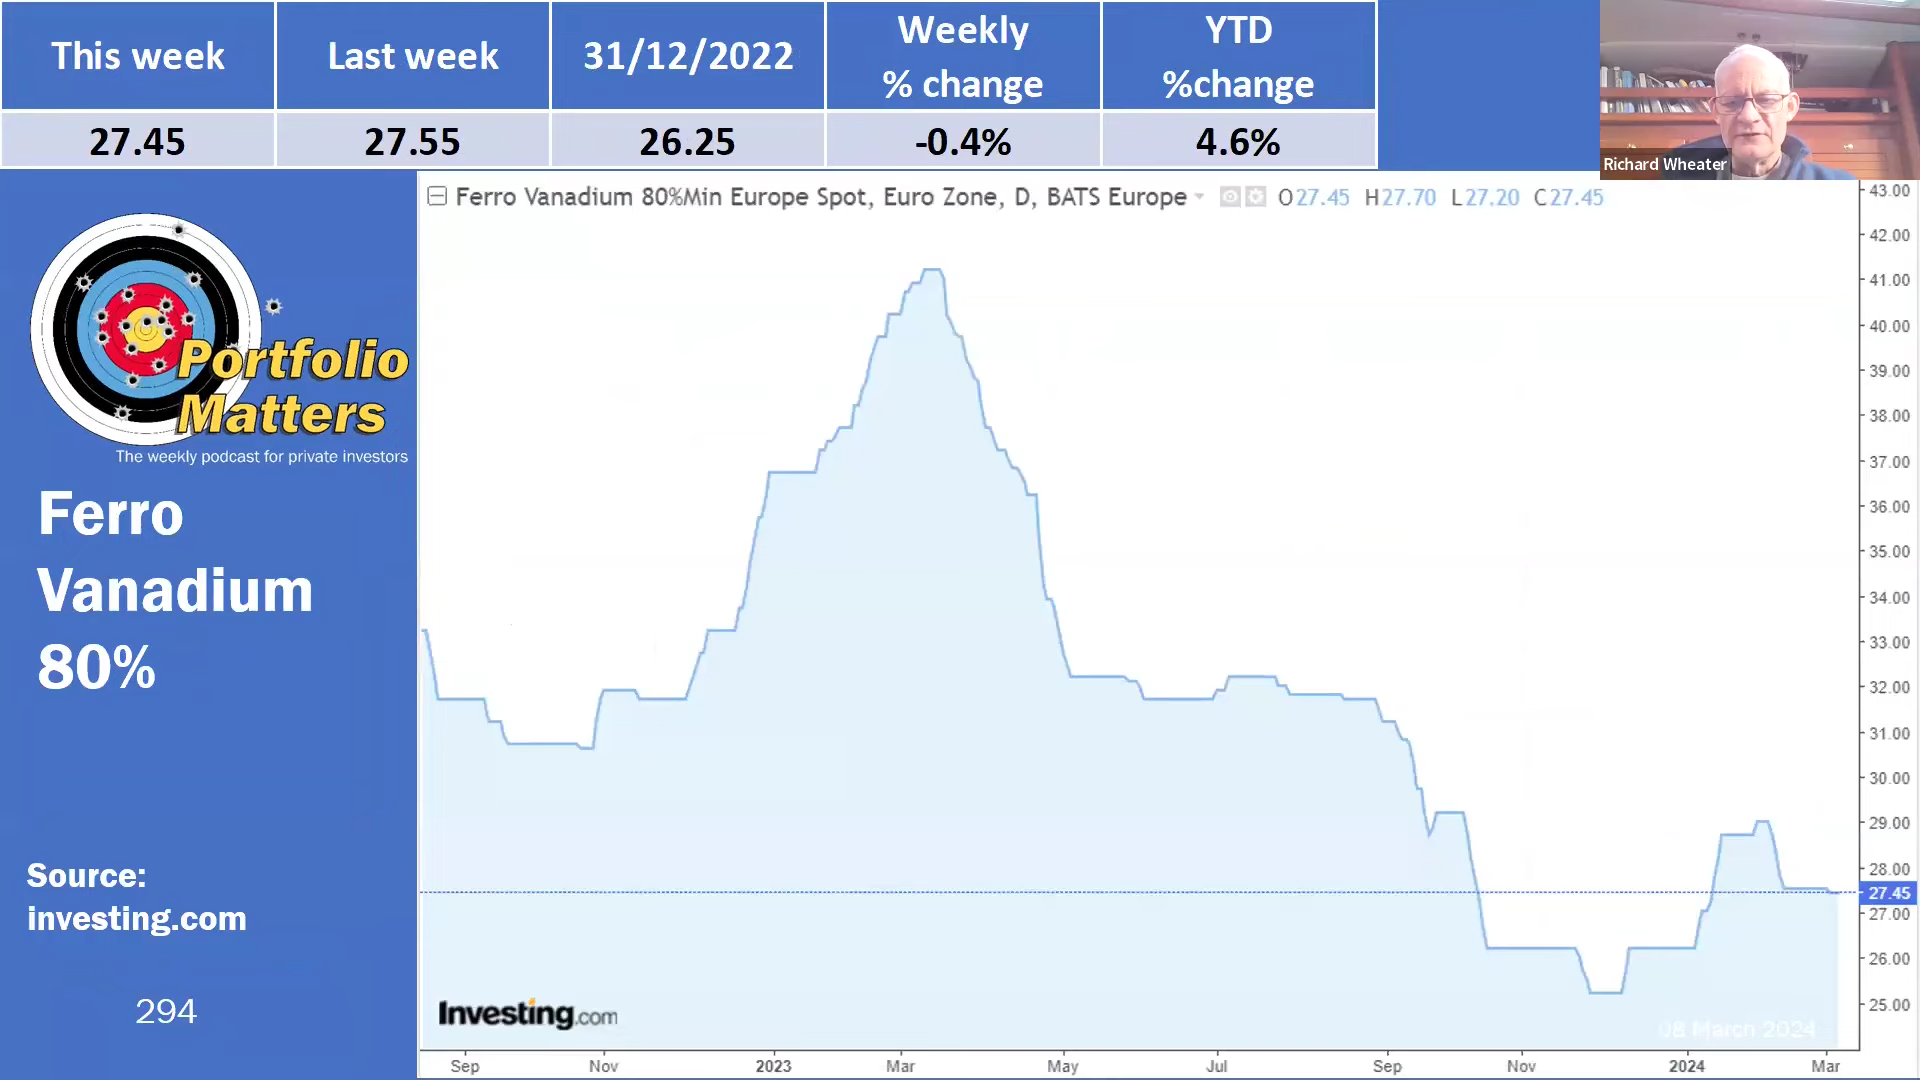 This week
Last week
31/12/2022
Weekly
% change
YTD
%change
27.45
27.55
26.25
-0.4%
4.6%
Richard Wheater
Ferro Vanadium 80%Min Europe Spot, Euro Zone, D, BATS Europe
O27.45 H27.70 L27.20 C27.45
Portfolio
Matters
The weekly podcast for private investors
Ferro
Vanadium
80%
Source:
investing.com
294
43.00
42.00
41.00
40.00
39.00
38.00
37.00
36.00
35.00
34.00
33.00
32.00
31.00
30.00
29.00
28.00
27.45
27.00
26.00
25.00
Investing.com
08 March 2024
Sep
Nov
2023
Mar
May
Jul
Sep
Nov
2024
Mar